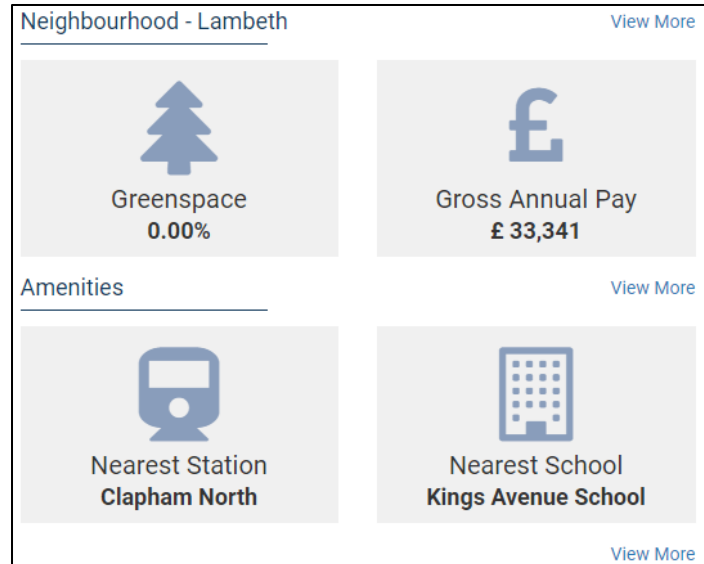 Neighbourhood - Lambeth View More
Greenspace Gross Annual Pay
0.00% £ 33,341
Amenities View More
Nearest Station Nearest School
Clapham North Kings Avenue School
View More